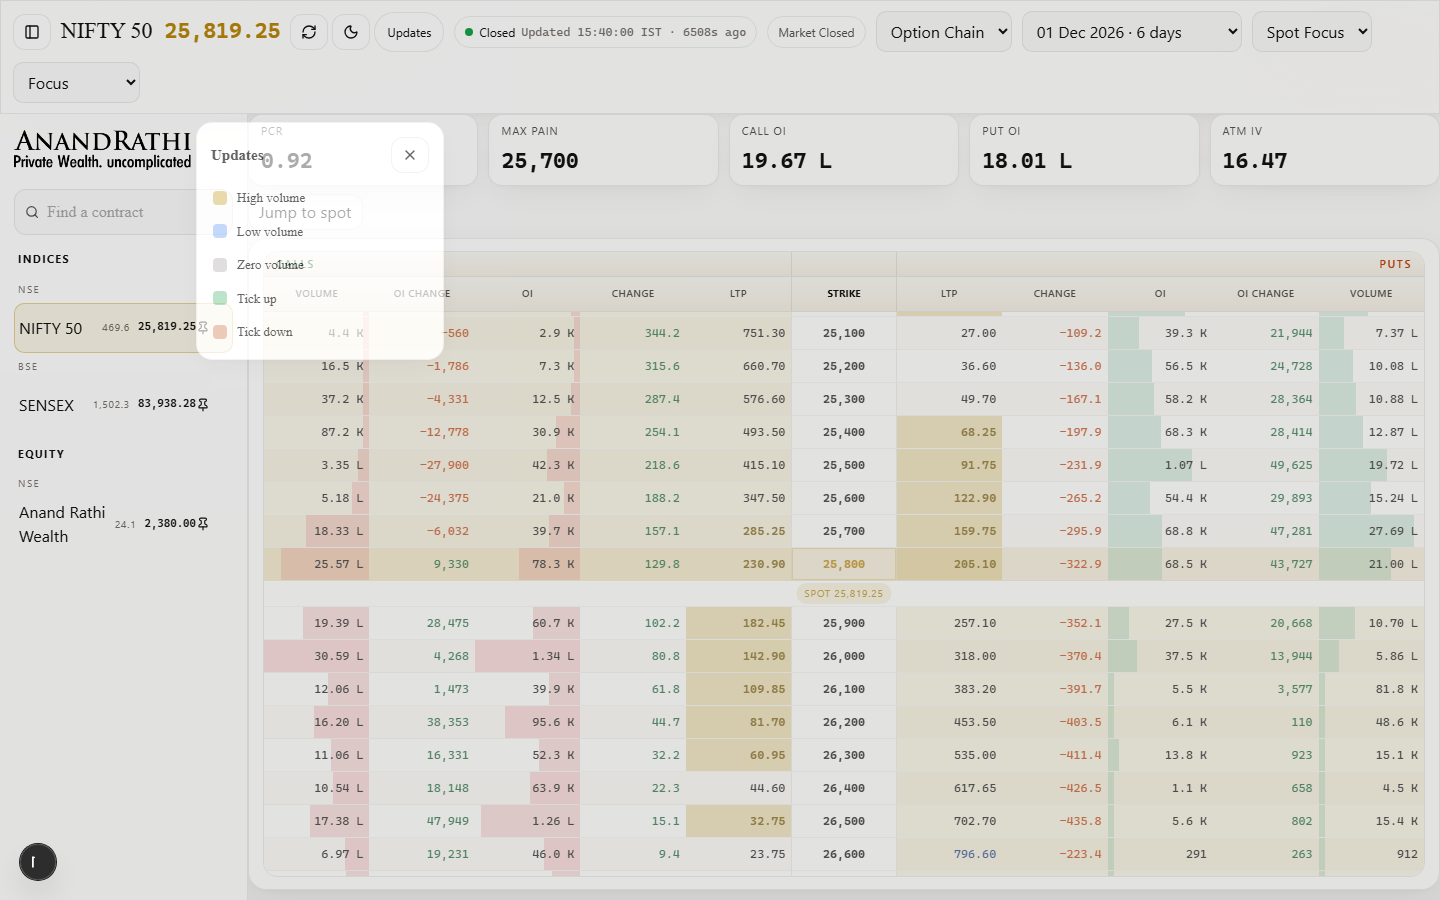 NIFTY 50 25,819.25 Updates Closed Updated 15:40:00 IST · 6508s ago Market Closed Option Chain 01 Dec 2026 · 6 days Spot Focus
Focus
ANANDRATHI
Private Wealth. uncomplicated
Find a contract
INDICES
NSE
NIFTY 50 469.6 25,819.25
BSE
SENSEX 1,502.3 83,938.28
EQUITY
NSE
Anand Rathi Wealth 24.1 2,380.00
Updates
High volume
Low volume
Zero volume
Tick up
Tick down
PCR
0.92
MAX PAIN
25,700
CALL OI
19.67 L
PUT OI
18.01 L
ATM IV
16.47
Jump to spot
CALLS PUTS
VOLUME OI CHANGE OI CHANGE LTP STRIKE LTP CHANGE OI OI CHANGE VOLUME
4.4 K −560 2.9 K 344.2 751.30 25,100 27.00 −109.2 39.3 K 21,944 7.37 L
16.5 K −1,786 7.3 K 315.6 660.70 25,200 36.60 −136.0 56.5 K 24,728 10.08 L
37.2 K −4,331 12.5 K 287.4 576.60 25,300 49.70 −167.1 58.2 K 28,364 10.88 L
87.2 K −12,778 30.9 K 254.1 493.50 25,400 68.25 −197.9 68.3 K 28,414 12.87 L
3.35 L −27,900 42.3 K 218.6 415.10 25,500 91.75 −231.9 1.07 L 49,625 19.72 L
5.18 L −24,375 21.0 K 188.2 347.50 25,600 122.90 −265.2 54.4 K 29,893 15.24 L
18.33 L −6,032 39.7 K 157.1 285.25 25,700 159.75 −295.9 68.8 K 47,281 27.69 L
25.57 L 9,330 78.3 K 129.8 230.90 25,800 205.10 −322.9 68.5 K 43,727 21.00 L
SPOT 25,819.25
19.39 L 28,475 60.7 K 102.2 182.45 25,900 257.10 −352.1 27.5 K 20,668 10.70 L
30.59 L 4,268 1.34 L 80.8 142.90 26,000 318.00 −370.4 37.5 K 13,944 5.86 L
12.06 L 1,473 39.9 K 61.8 109.85 26,100 383.20 −391.7 5.5 K 3,577 81.8 K
16.20 L 38,353 95.6 K 44.7 81.70 26,200 453.50 −403.5 6.1 K 110 48.6 K
11.06 L 16,331 52.3 K 32.2 60.95 26,300 535.00 −411.4 13.8 K 923 15.1 K
10.54 L 18,148 63.9 K 22.3 44.60 26,400 617.65 −426.5 1.1 K 658 4.5 K
17.38 L 47,949 1.26 L 15.1 32.75 26,500 702.70 −435.8 5.6 K 802 15.4 K
6.97 L 19,231 46.0 K 9.4 23.75 26,600 796.60 −223.4 291 263 912